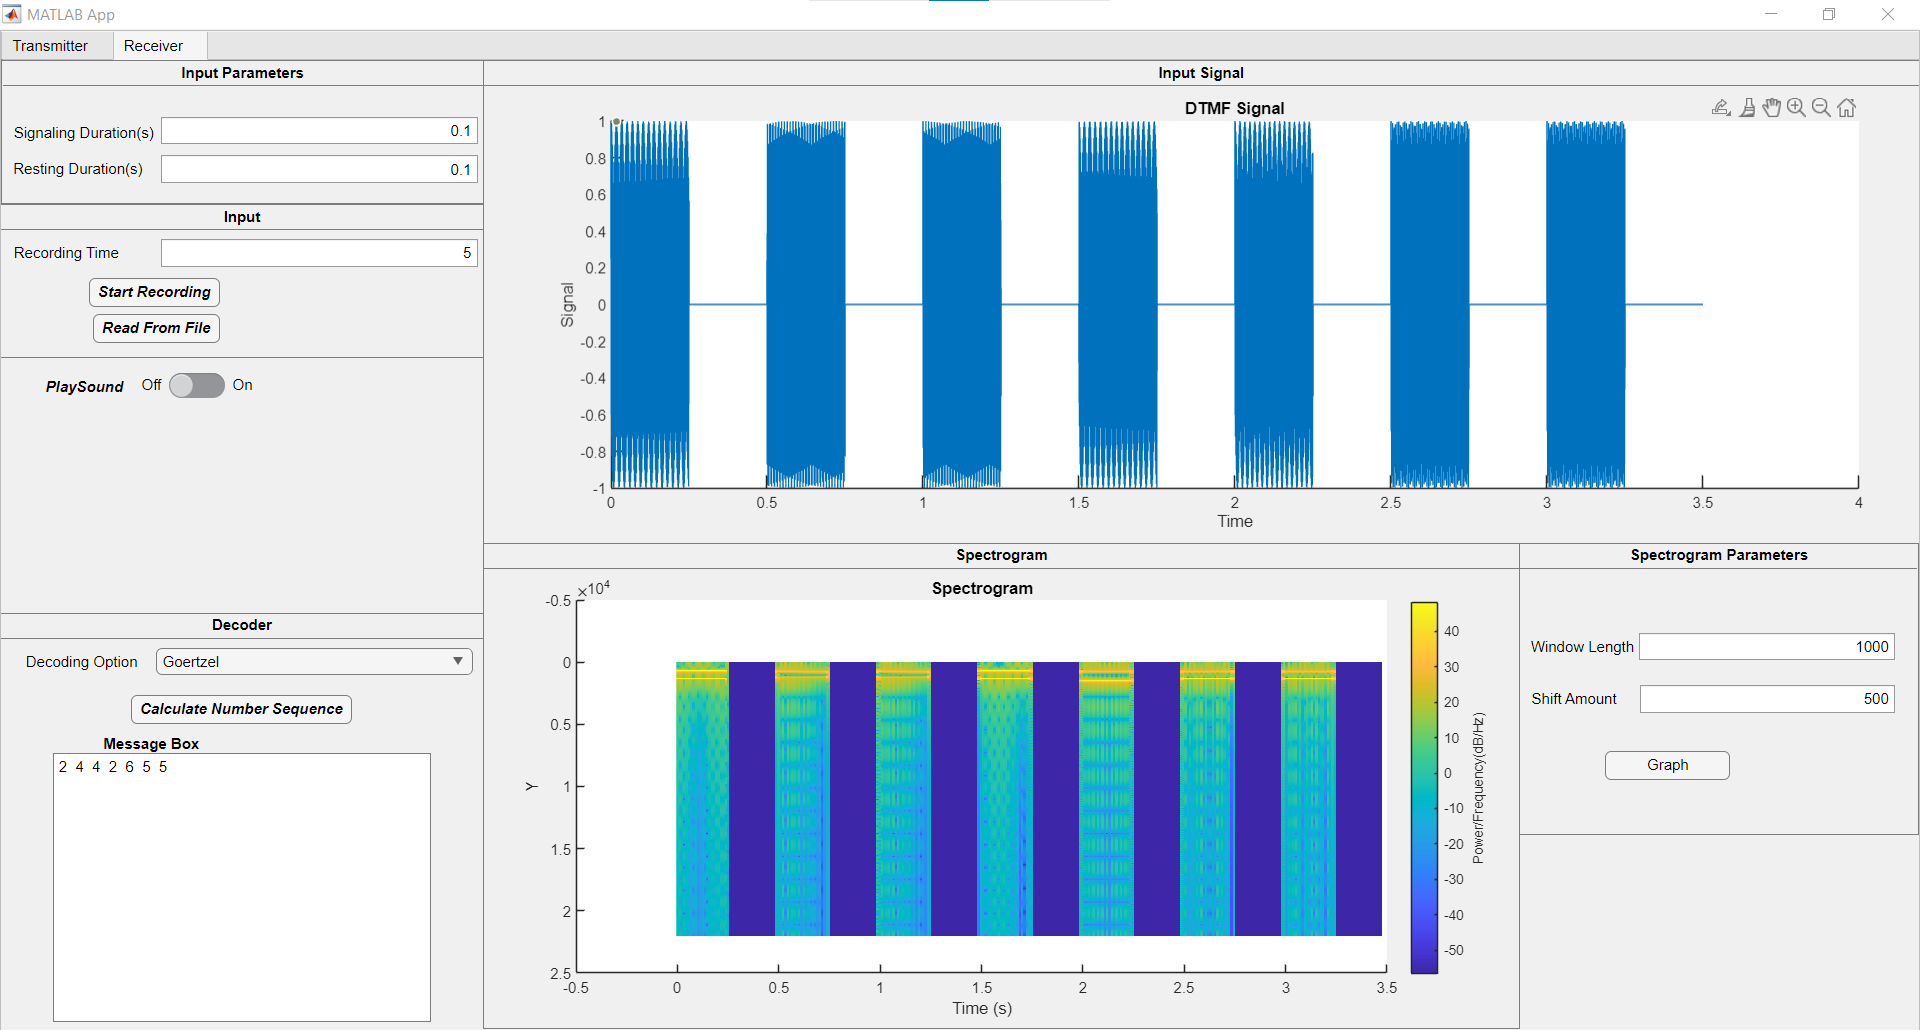 MATLAB App
Transmitter Receiver
Input Parameters
Signaling Duration(s) 0.1
Resting Duration(s) 0.1
Input
Recording Time 5
Start Recording
Read From File
PlaySound Off On
Decoder
Decoding Option Goertzel
Calculate Number Sequence
Message Box
2 4 4 2 6 5 5
Input Signal
DTMF Signal
1
0.8
0.6
0.4
0.2
0
-0.2
-0.4
-0.6
-0.8
-1
Signal
0 0.5 1 1.5 2 2.5 3 3.5 4
Time
Spectrogram
Spectrogram
×10⁴
-0.5
0
0.5
1
1.5
2
2.5
Y
-0.5 0 0.5 1 1.5 2 2.5 3 3.5
Time (s)
40
30
20
10
0
-10
-20
-30
-40
-50
Power/Frequency(dB/Hz)
Spectrogram Parameters
Window Length 1000
Shift Amount 500
Graph